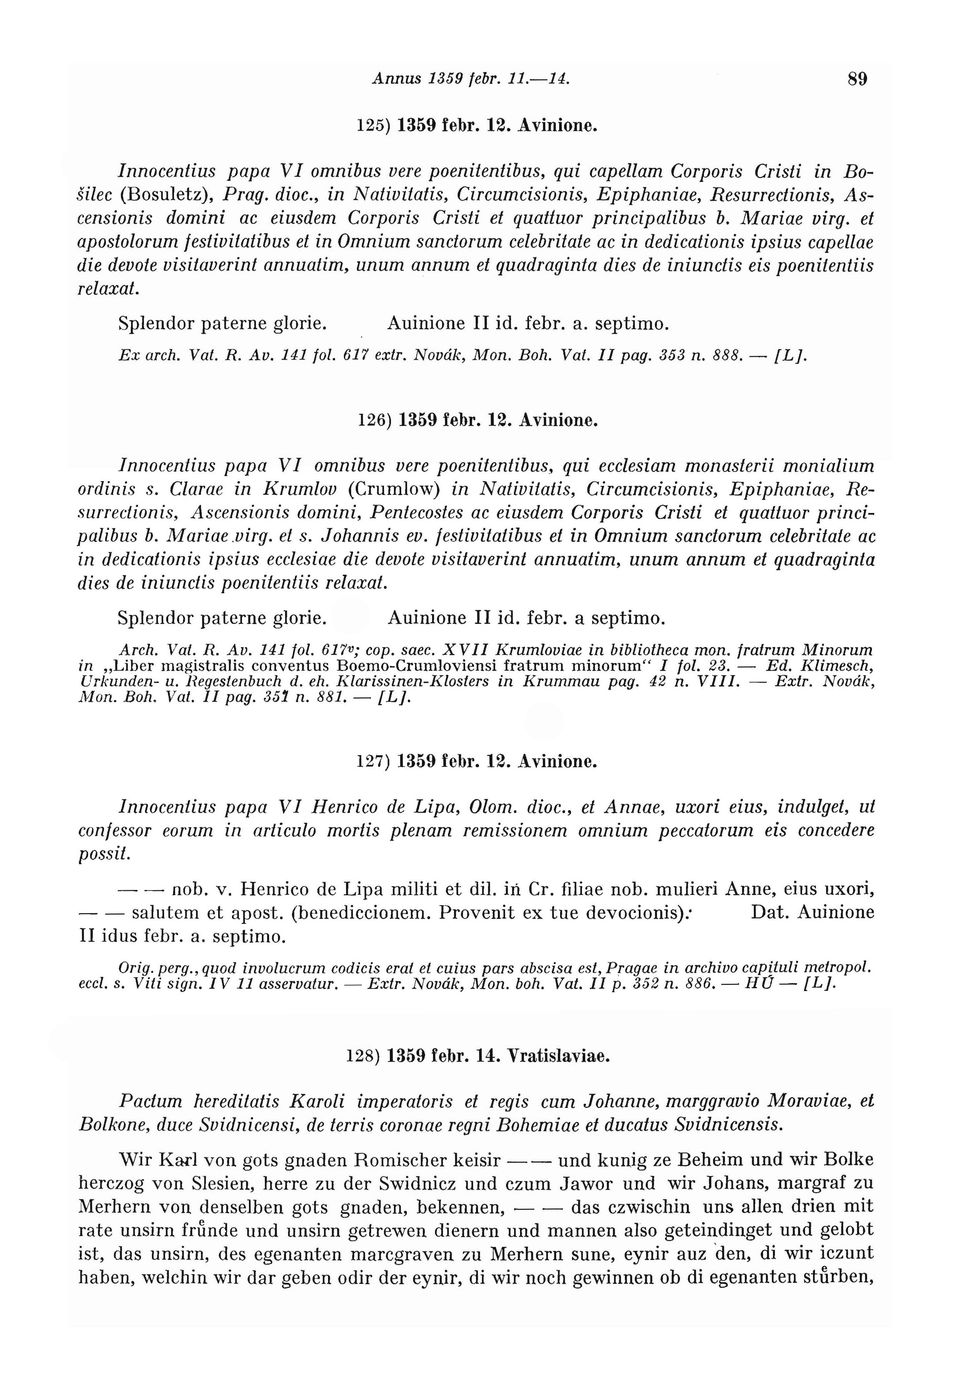 Annus 1359 febr. 11.—14. 89
125) 1359 febr. 12. Avinione.
Innocentius papa VI omnibus vere poenitentibus, qui capellam Corporis Cristi in Bo-
šilec (Bosuletz), Prag. dioc., in Nativitatis, Circumcisionis, Epiphaniae, Resurrectionis, As-
censionis domini ac eiusdem Corporis Cristi et quattuor principalibus b. Mariae virg. et
apostolorum festivitatibus et in Omnium sanctorum celebritate ac in dedicationis ipsius capellae
die devote visitaverint annuatim, unum annum et quadraginta dies de iniunctis eis poenitentiis
relaxat.
Splendor paterne glorie. Auinione II id. febr. a. septimo.
Ex arch. Vat. R. Av. 141 fol. 617 extr. Novák, Mon. Boh. Vat. II pag. 353 n. 888. — [L].
126) 1359 febr. 12. Avinione.
Innocentius papa VI omnibus vere poenitentibus, qui ecclesiam monasterii monialium
ordinis s. Clarae in Krumlov (Crumlow) in Nativitatis, Circumcisionis, Epiphaniae, Re-
surrectionis, Ascensionis domini, Pentecostes ac eiusdem Corporis Cristi et quattuor princi-
palibus b. Mariae virg. et s. Johannis ev. festivitatibus et in Omnium sanctorum celebritate ac
in dedicationis ipsius ecclesiae die devote visitaverint annuatim, unum annum et quadraginta
dies de iniunctis poenitentiis relaxat.
Splendor paterne glorie. Auinione II id. febr. a septimo.
Arch. Vat. R. Av. 141 fol. 617v; cop. saec. XVII Krumloviae in bibliotheca mon. fratrum Minorum
in „Liber magistralis conventus Boemo-Crumloviensi fratrum minorum“ I fol. 23. — Ed. Klimesch,
Urkunden- u. Regestenbuch d. eh. Klarissinen-Klosters in Krummau pag. 42 n. VIII. — Extr. Novák,
Mon. Boh. Vat. II pag. 351 n. 881. — [L].
127) 1359 febr. 12. Avinione.
Innocentius papa VI Henrico de Lipa, Olom. dioc., et Annae, uxori eius, indulget, ut
confessor eorum in articulo mortis plenam remissionem omnium peccatorum eis concedere
possit.
— — nob. v. Henrico de Lipa militi et dil. in Cr. filiae nob. mulieri Anne, eius uxori,
— — salutem et apost. (benediccionem. Provenit ex tue devocionis).· Dat. Auinione
II idus febr. a. septimo.
Orig. perg., quod involucrum codicis erat et cuius pars abscisa est, Pragae in archivo capituli metropol.
eccl. s. Viti sign. IV 11 asservatur. — Extr. Novák, Mon. boh. Vat. II p. 352 n. 886. — HÚ — [L].
128) 1359 febr. 14. Vratislaviae.
Pactum hereditatis Karoli imperatoris et regis cum Johanne, marggravio Moraviae, et
Bolkone, duce Svidnicensi, de terris coronae regni Bohemiae et ducatus Svidnicensis.
Wir Karl von gots gnaden Romischer keisir — — und kunig ze Beheim und wir Bolke
herczog von Slesien, herre zu der Swidnicz und czum Jawor und wir Johans, margraf zu
Merhern von denselben gots gnaden, bekennen, — — das czwischin uns allen drien mit
rate unsirn fruͤnde und unsirn getrewen dienern und mannen also geteindinget und gelobt
ist, das unsirn, des egenanten marcgraven zu Merhern sune, eynir auz den, di wir iczunt
haben, welchin wir dar geben odir der eynir, di wir noch gewinnen ob di egenanten stuͤrben,